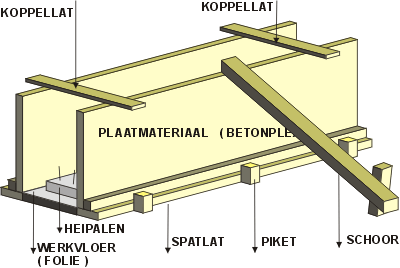 KOPPELLAT
KOPPELLAT
PLAATMATERIAAL ( BETONPLE
HEIPALEN
WERKVLOER
( FOLIE )
SPATLAT
PIKET
SCHOOR